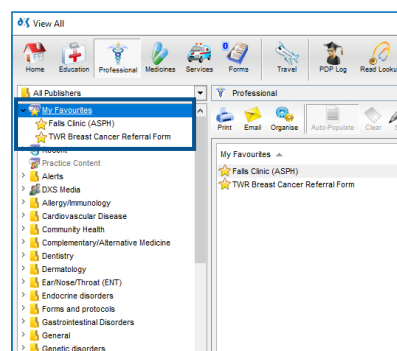 View All
Home Education Professional Medicines Services Forms Travel PDP Log Read Looku
All Publishers
Professional
My Favourites
Falls Clinic (ASPH)
TWR Breast Cancer Referral Form
Practice Content
Alerts
DXS Media
Allergy/Immunology
Cardiovascular Disease
Community Health
Complementary/Alternative Medicine
Dentistry
Dermatology
Ear/Nose/Throat (ENT)
Endocrine disorders
Forms and protocols
Gastrointestinal Disorders
General
Genetic disorders
Print Email Organise Auto-Populate Clear
My Favourites
Falls Clinic (ASPH)
TWR Breast Cancer Referral Form